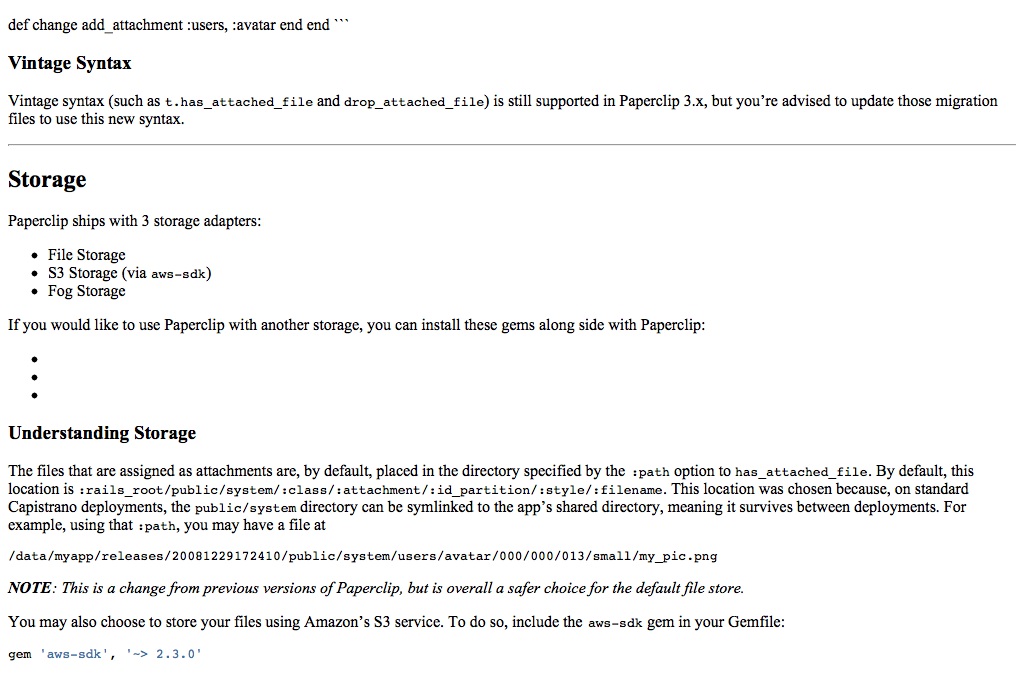 def change add_attachment :users, :avatar end end ```
Vintage Syntax
Vintage syntax (such as t.has_attached_file and drop_attached_file) is still supported in Paperclip 3.x, but you’re advised to update those migration
files to use this new syntax.
Storage
Paperclip ships with 3 storage adapters:
• File Storage
• S3 Storage (via aws-sdk)
• Fog Storage
If you would like to use Paperclip with another storage, you can install these gems along side with Paperclip:
•
•
•
Understanding Storage
The files that are assigned as attachments are, by default, placed in the directory specified by the :path option to has_attached_file. By default, this
location is :rails_root/public/system/:class/:attachment/:id_partition/:style/:filename. This location was chosen because, on standard
Capistrano deployments, the public/system directory can be symlinked to the app’s shared directory, meaning it survives between deployments. For
example, using that :path, you may have a file at
/data/myapp/releases/20081229172410/public/system/users/avatar/000/000/013/small/my_pic.png
NOTE: This is a change from previous versions of Paperclip, but is overall a safer choice for the default file store.
You may also choose to store your files using Amazon’s S3 service. To do so, include the aws-sdk gem in your Gemfile:
gem 'aws-sdk', '~> 2.3.0'